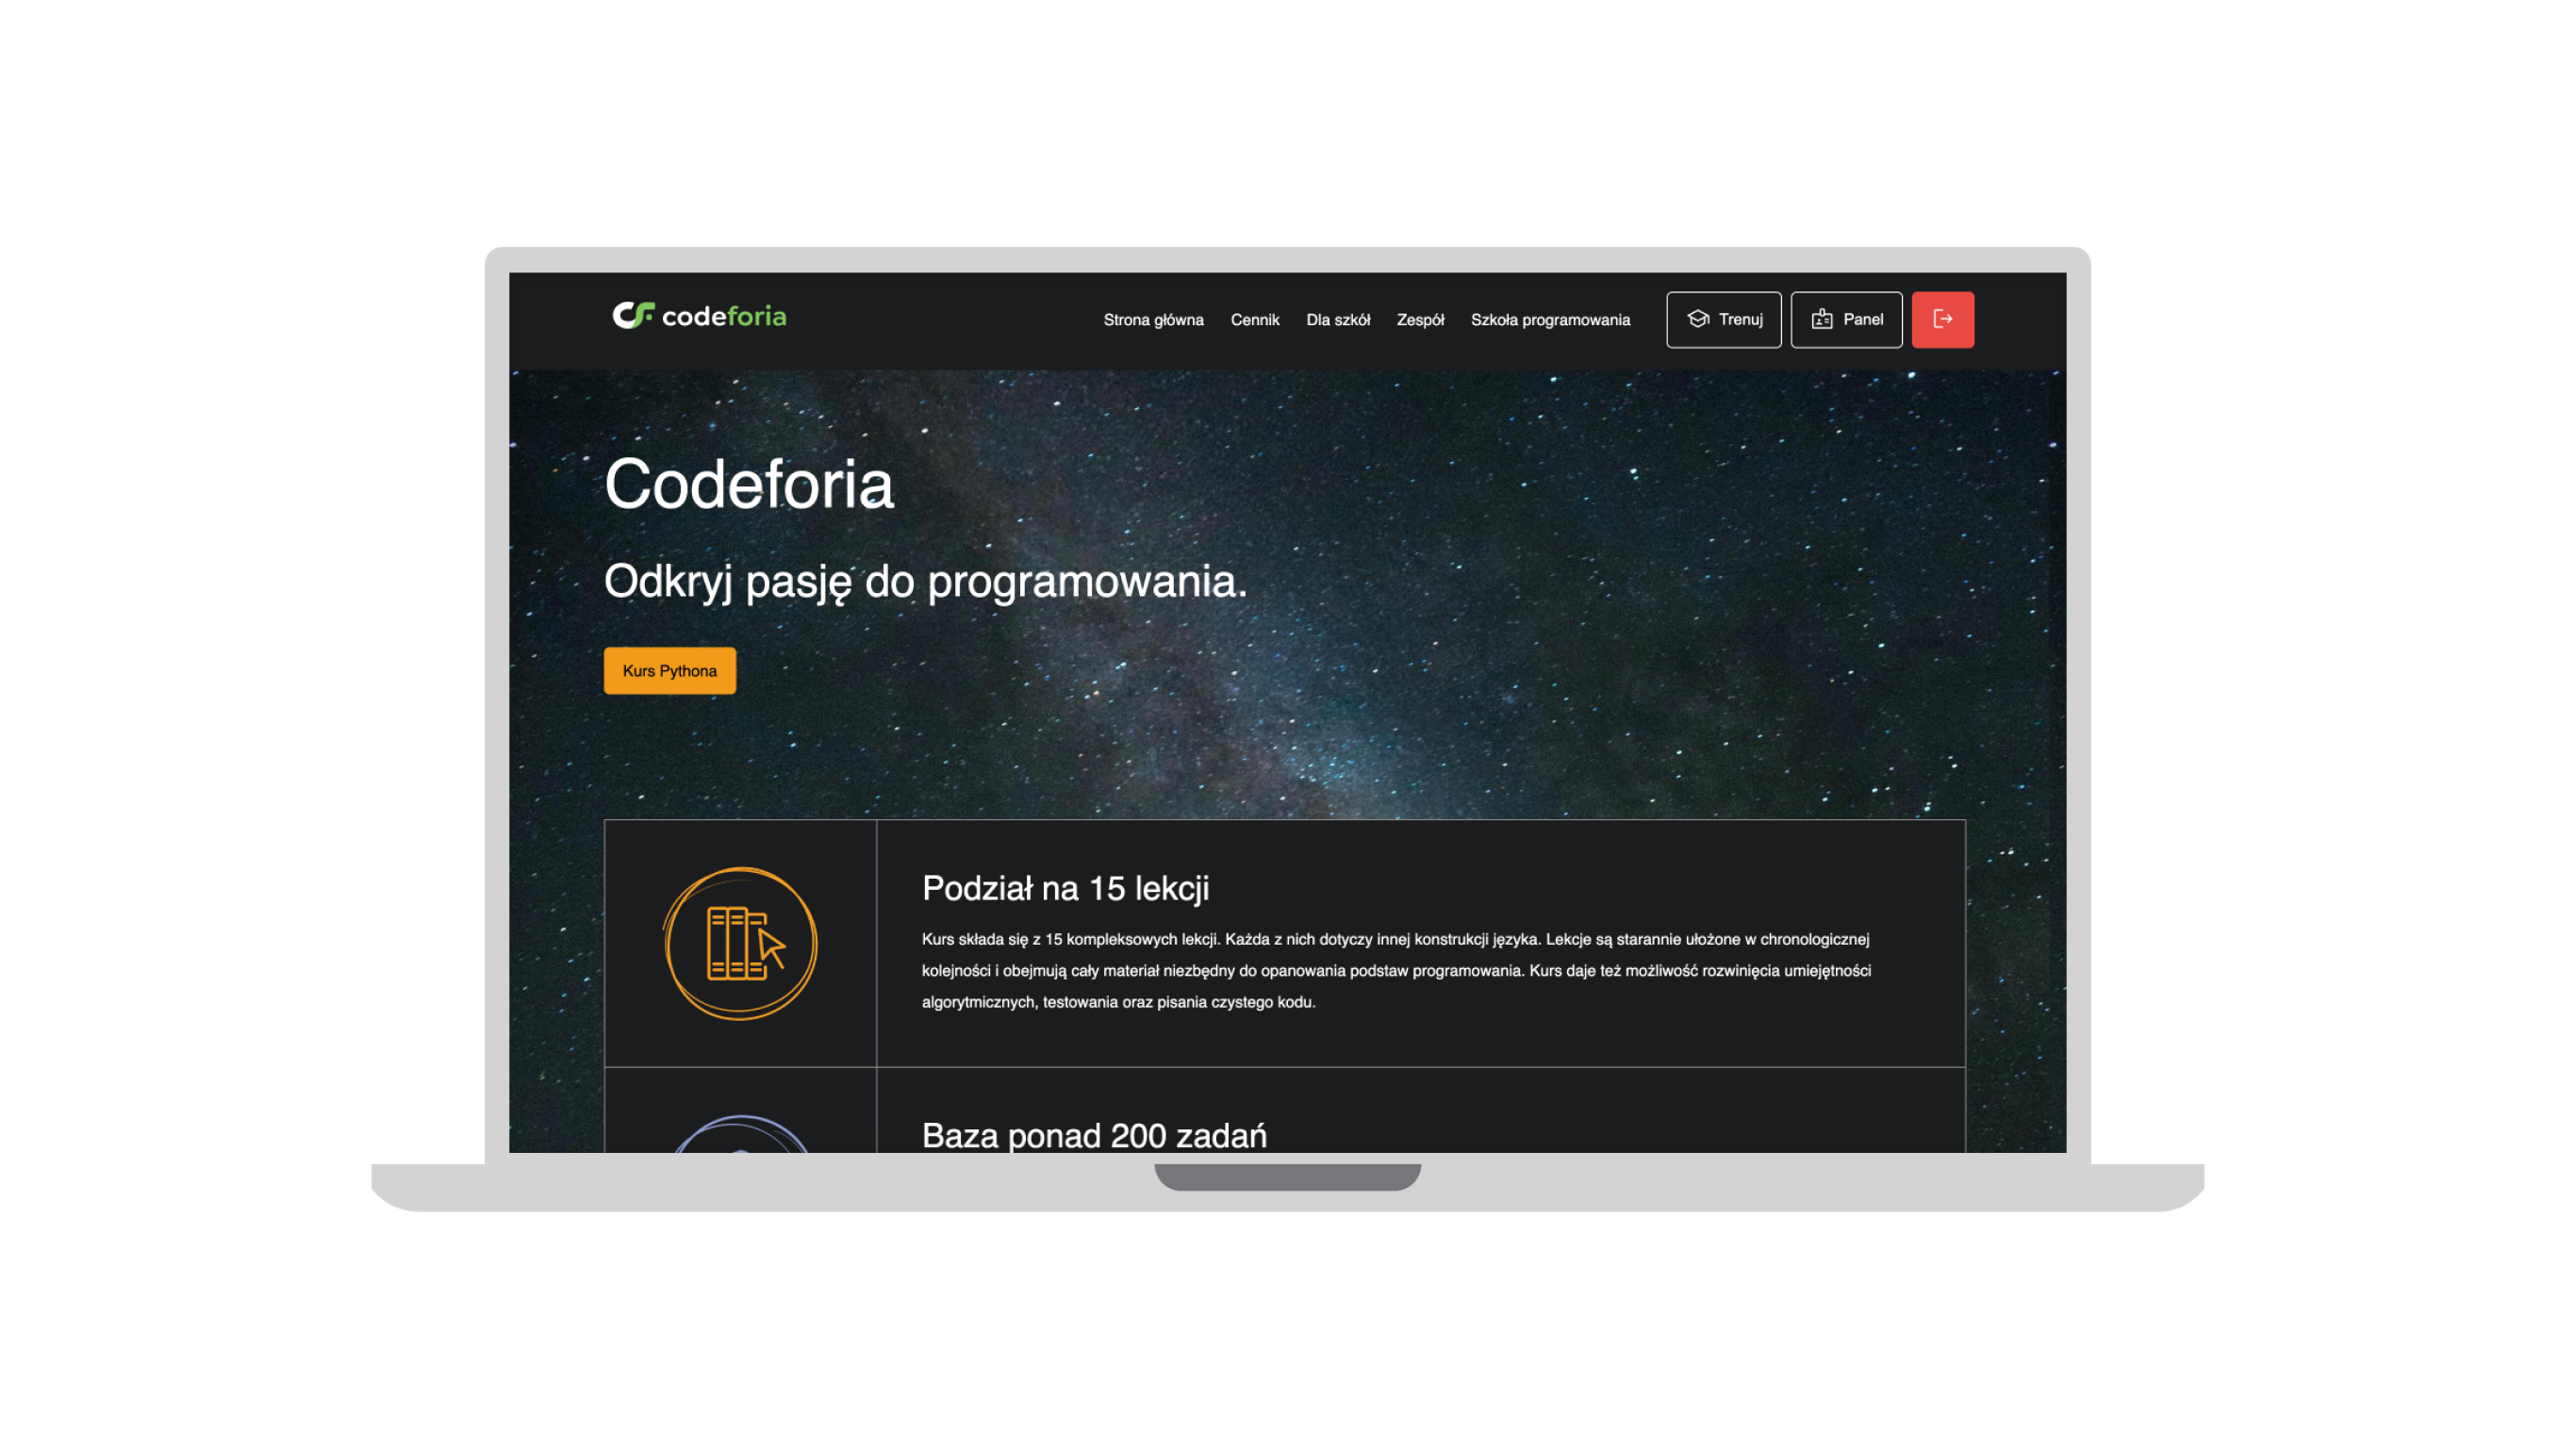 codeforia
Strona główna
Cennik
Dla szkół
Zespół
Szkoła programowania
Trenuj
Panel
Codeforia
Odkryj pasję do programowania.
Kurs Pythona
Podział na 15 lekcji
Kurs składa się z 15 kompleksowych lekcji. Każda z nich dotyczy innej konstrukcji języka. Lekcje są starannie ułożone w chronologicznej
kolejności i obejmują cały materiał niezbędny do opanowania podstaw programowania. Kurs daje też możliwość rozwinięcia umiejętności
algorytmicznych, testowania oraz pisania czystego kodu.
Baza ponad 200 zadań